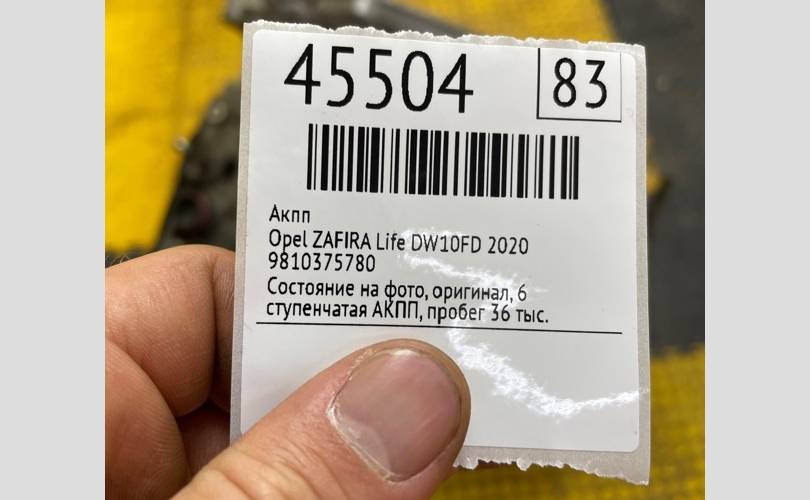 45504
83
Акпп
Opel ZAFIRA Life DW10FD 2020
9810375780
Состояние на фото, оригинал, 6
ступенчатая АКПП, пробег 36 тыс.